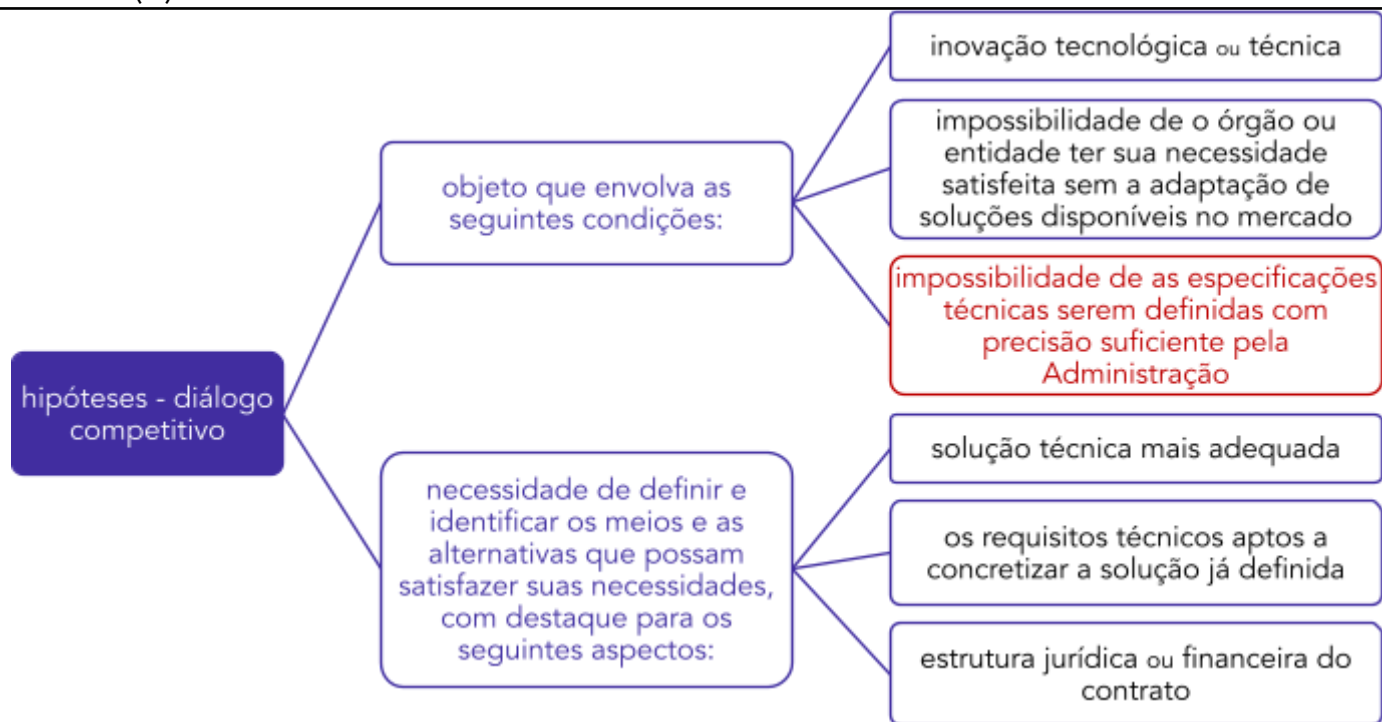 inovação tecnológica ou técnica
impossibilidade de o órgão ou
entidade ter sua necessidade
satisfeita sem a adaptação de
soluções disponíveis no mercado
objeto que envolva as
seguintes condições:
impossibilidade de as especificações
técnicas serem definidas com
precisão suficiente pela
Administração
hipóteses - diálogo
competitivo
solução técnica mais adequada
necessidade de definir e
identificar os meios e as
alternativas que possam
satisfazer suas necessidades,
com destaque para os
seguintes aspectos:
os requisitos técnicos aptos a
concretizar a solução já definida
estrutura jurídica ou financeira do
contrato